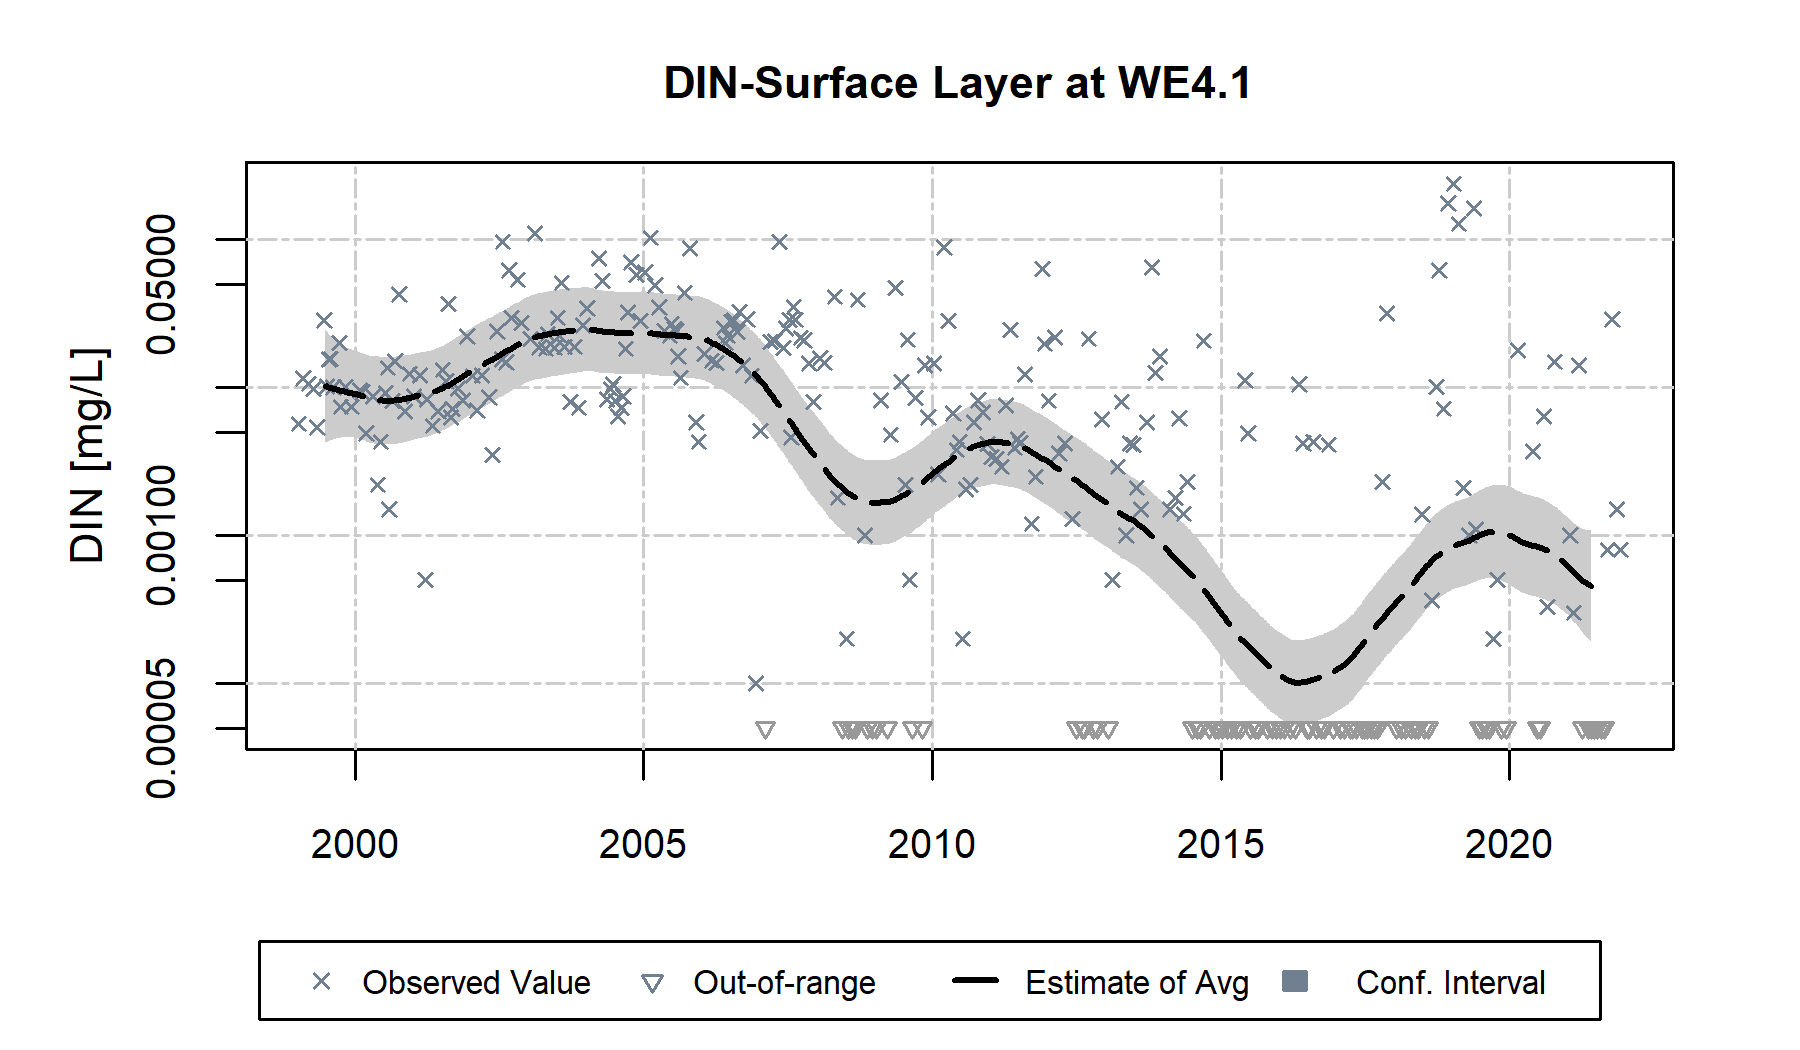 DIN-Surface Layer at WE4.1
DIN [mg/L]
0.05000
0.00100
0.00005
2000 2005 2010 2015 2020
Observed Value Out-of-range Estimate of Avg Conf. Interval